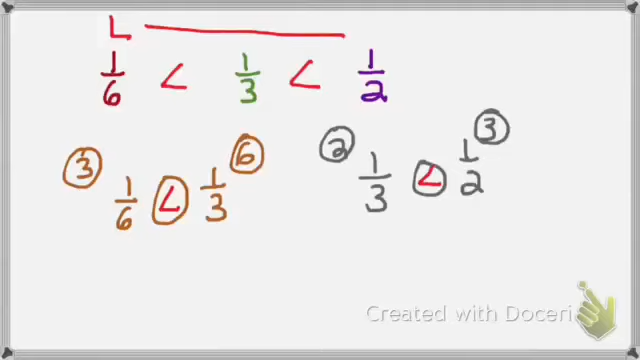 L
1/6 < 1/3 < 1/2
3 1/6 < 1/3 6
2 1/3 < 1/2 3
Created with Doceri